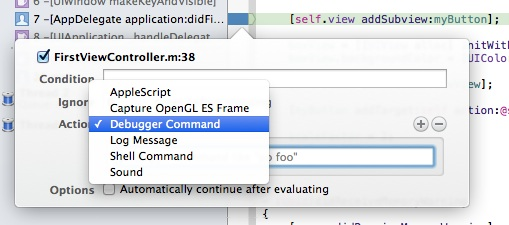 6 -[UIWindow makeKeyAndVisible]
7 -[AppDelegate application:didFi...
8 -[UIApplication _handleDelegat
[self.view addSubview:myButton];
FirstViewController.m:38
Condition
Ignor
Action
AppleScript
Capture OpenGL ES Frame
Debugger Command
Log Message
Shell Command
Sound
foo"
Options Automatically continue after evaluating
{